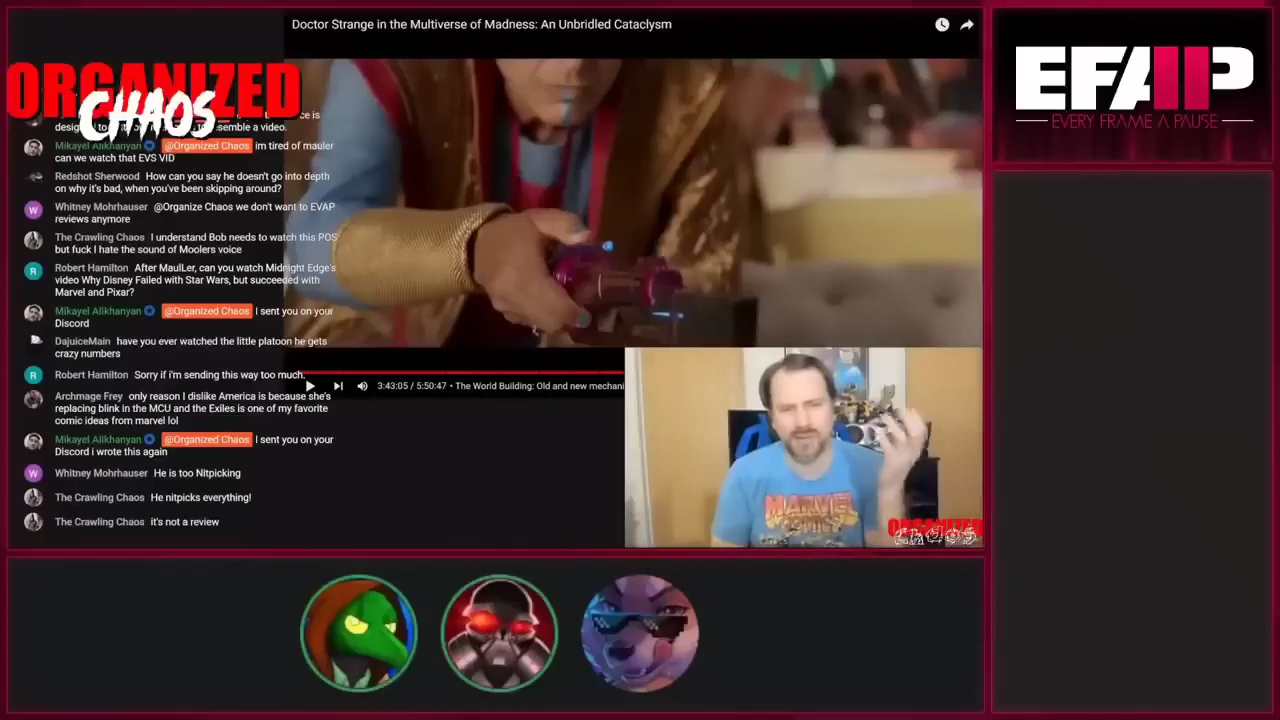 Doctor Strange in the Multiverse of Madness: An Unbridled Cataclysm
ORGANIZED
CHAOS
ce is
semble a video.
Mikayel Alikhanyan @Organized Chaos im tired of mauler
can we watch that EVS VID
Redshot Sherwood How can you say he doesn't go into depth
on why it's bad, when you've been skipping around?
W
Whitney Mohrhauser @Organize Chaos we don't want to EVAP
reviews anymore
The Crawling Chaos I understand Bob needs to watch this POS
but fuck I hate the sound of Moolers voice
R
Robert Hamilton After MaulLer, can you watch Midnight Edge's
video Why Disney Failed with Star Wars, but succeeded with
Marvel and Pixar?
Mikayel Alikhanyan @Organized Chaos I sent you on your
Discord
DajuiceMain have you ever watched the little platoon he gets
crazy numbers
R
Robert Hamilton Sorry if i'm sending this way too much.
Archmage Frey only reason I dislike America is because she's
replacing blink in the MCU and the Exiles is one of my favorite
comic ideas from marvel lol
Mikayel Alikhanyan @Organized Chaos I sent you on your
Discord i wrote this again
W
Whitney Mohrhauser He is too Nitpicking
The Crawling Chaos He nitpicks everything!
The Crawling Chaos it's not a review
3:43:05 / 5:50:47 • The World Building: Old and new mechani
MARVEL
COMICS
ORGANIZED
CHAOS
EFAP
EVERY FRAME A PAUSE